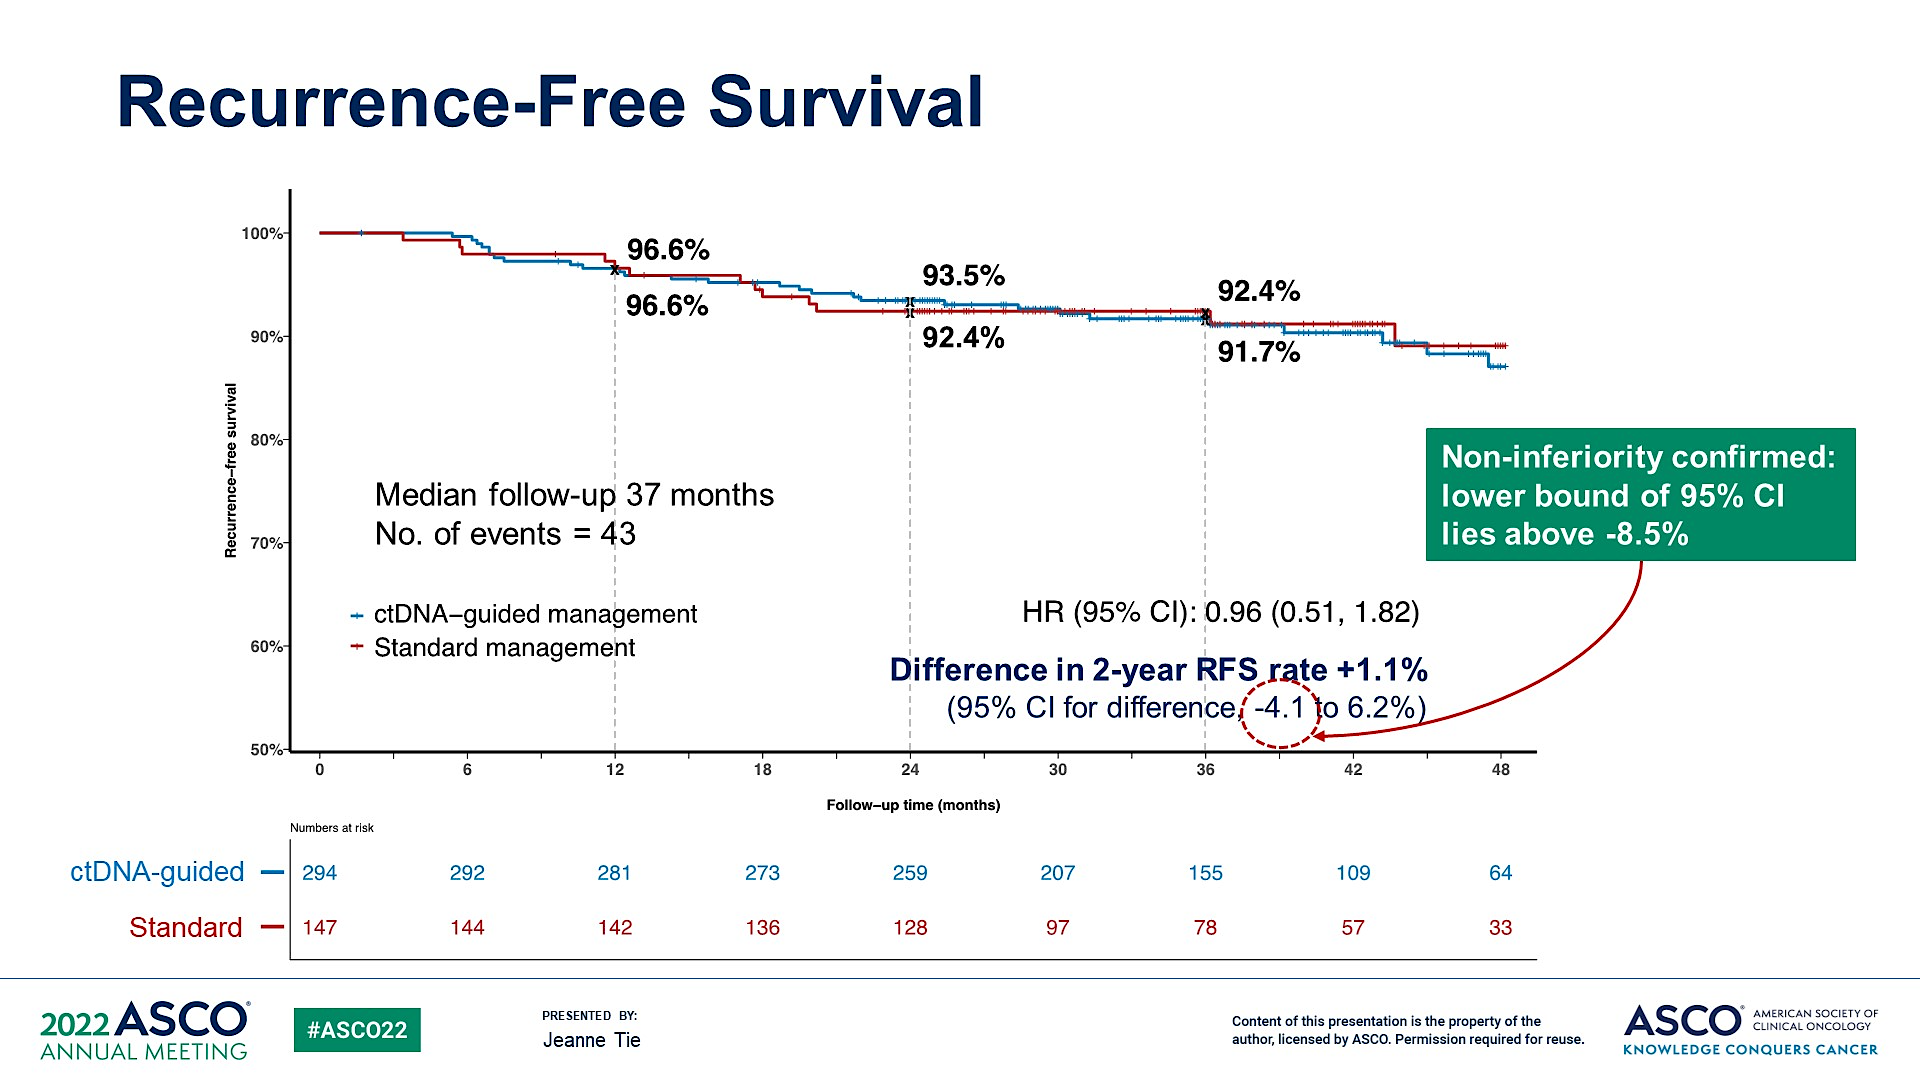 Recurrence-Free Survival
100%
90%
80%
70%
60%
50%
Recurrence–free survival
96.6%
96.6%
93.5%
92.4%
92.4%
91.7%
Median follow-up 37 months
No. of events = 43
ctDNA–guided management
Standard management
HR (95% CI): 0.96 (0.51, 1.82)
Difference in 2-year RFS rate +1.1%
(95% CI for difference, -4.1 to 6.2%)
Non-inferiority confirmed:
lower bound of 95% CI
lies above -8.5%
0 6 12 18 24 30 36 42 48
Follow–up time (months)
Numbers at risk
ctDNA-guided 294 292 281 273 259 207 155 109 64
Standard 147 144 142 136 128 97 78 57 33
2022 ASCO®
ANNUAL MEETING
#ASCO22
PRESENTED BY:
Jeanne Tie
Content of this presentation is the property of the
author, licensed by ASCO. Permission required for reuse.
ASCO® AMERICAN SOCIETY OF
CLINICAL ONCOLOGY
KNOWLEDGE CONQUERS CANCER